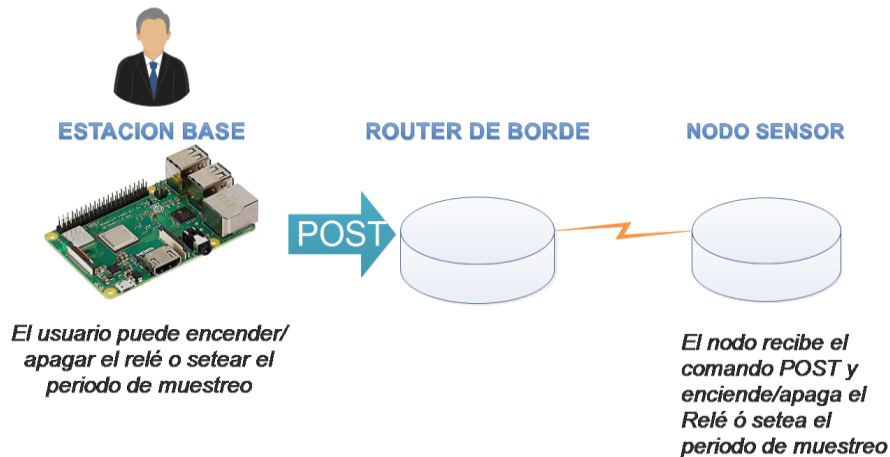 ESTACION BASE
ROUTER DE BORDE
NODO SENSOR
POST
El usuario puede encender/
apagar el relé o setear el
periodo de muestreo
El nodo recibe el
comando POST y
enciende/apaga el
Relé ó setea el
periodo de muestreo